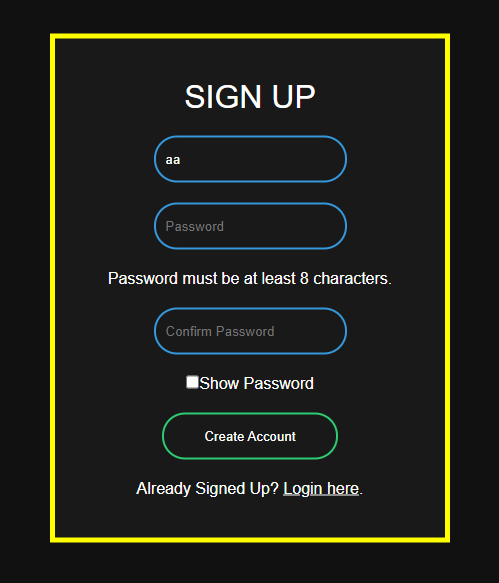 SIGN UP
aa
Password
Password must be at least 8 characters.
Confirm Password
Show Password
Create Account
Already Signed Up? Login here.